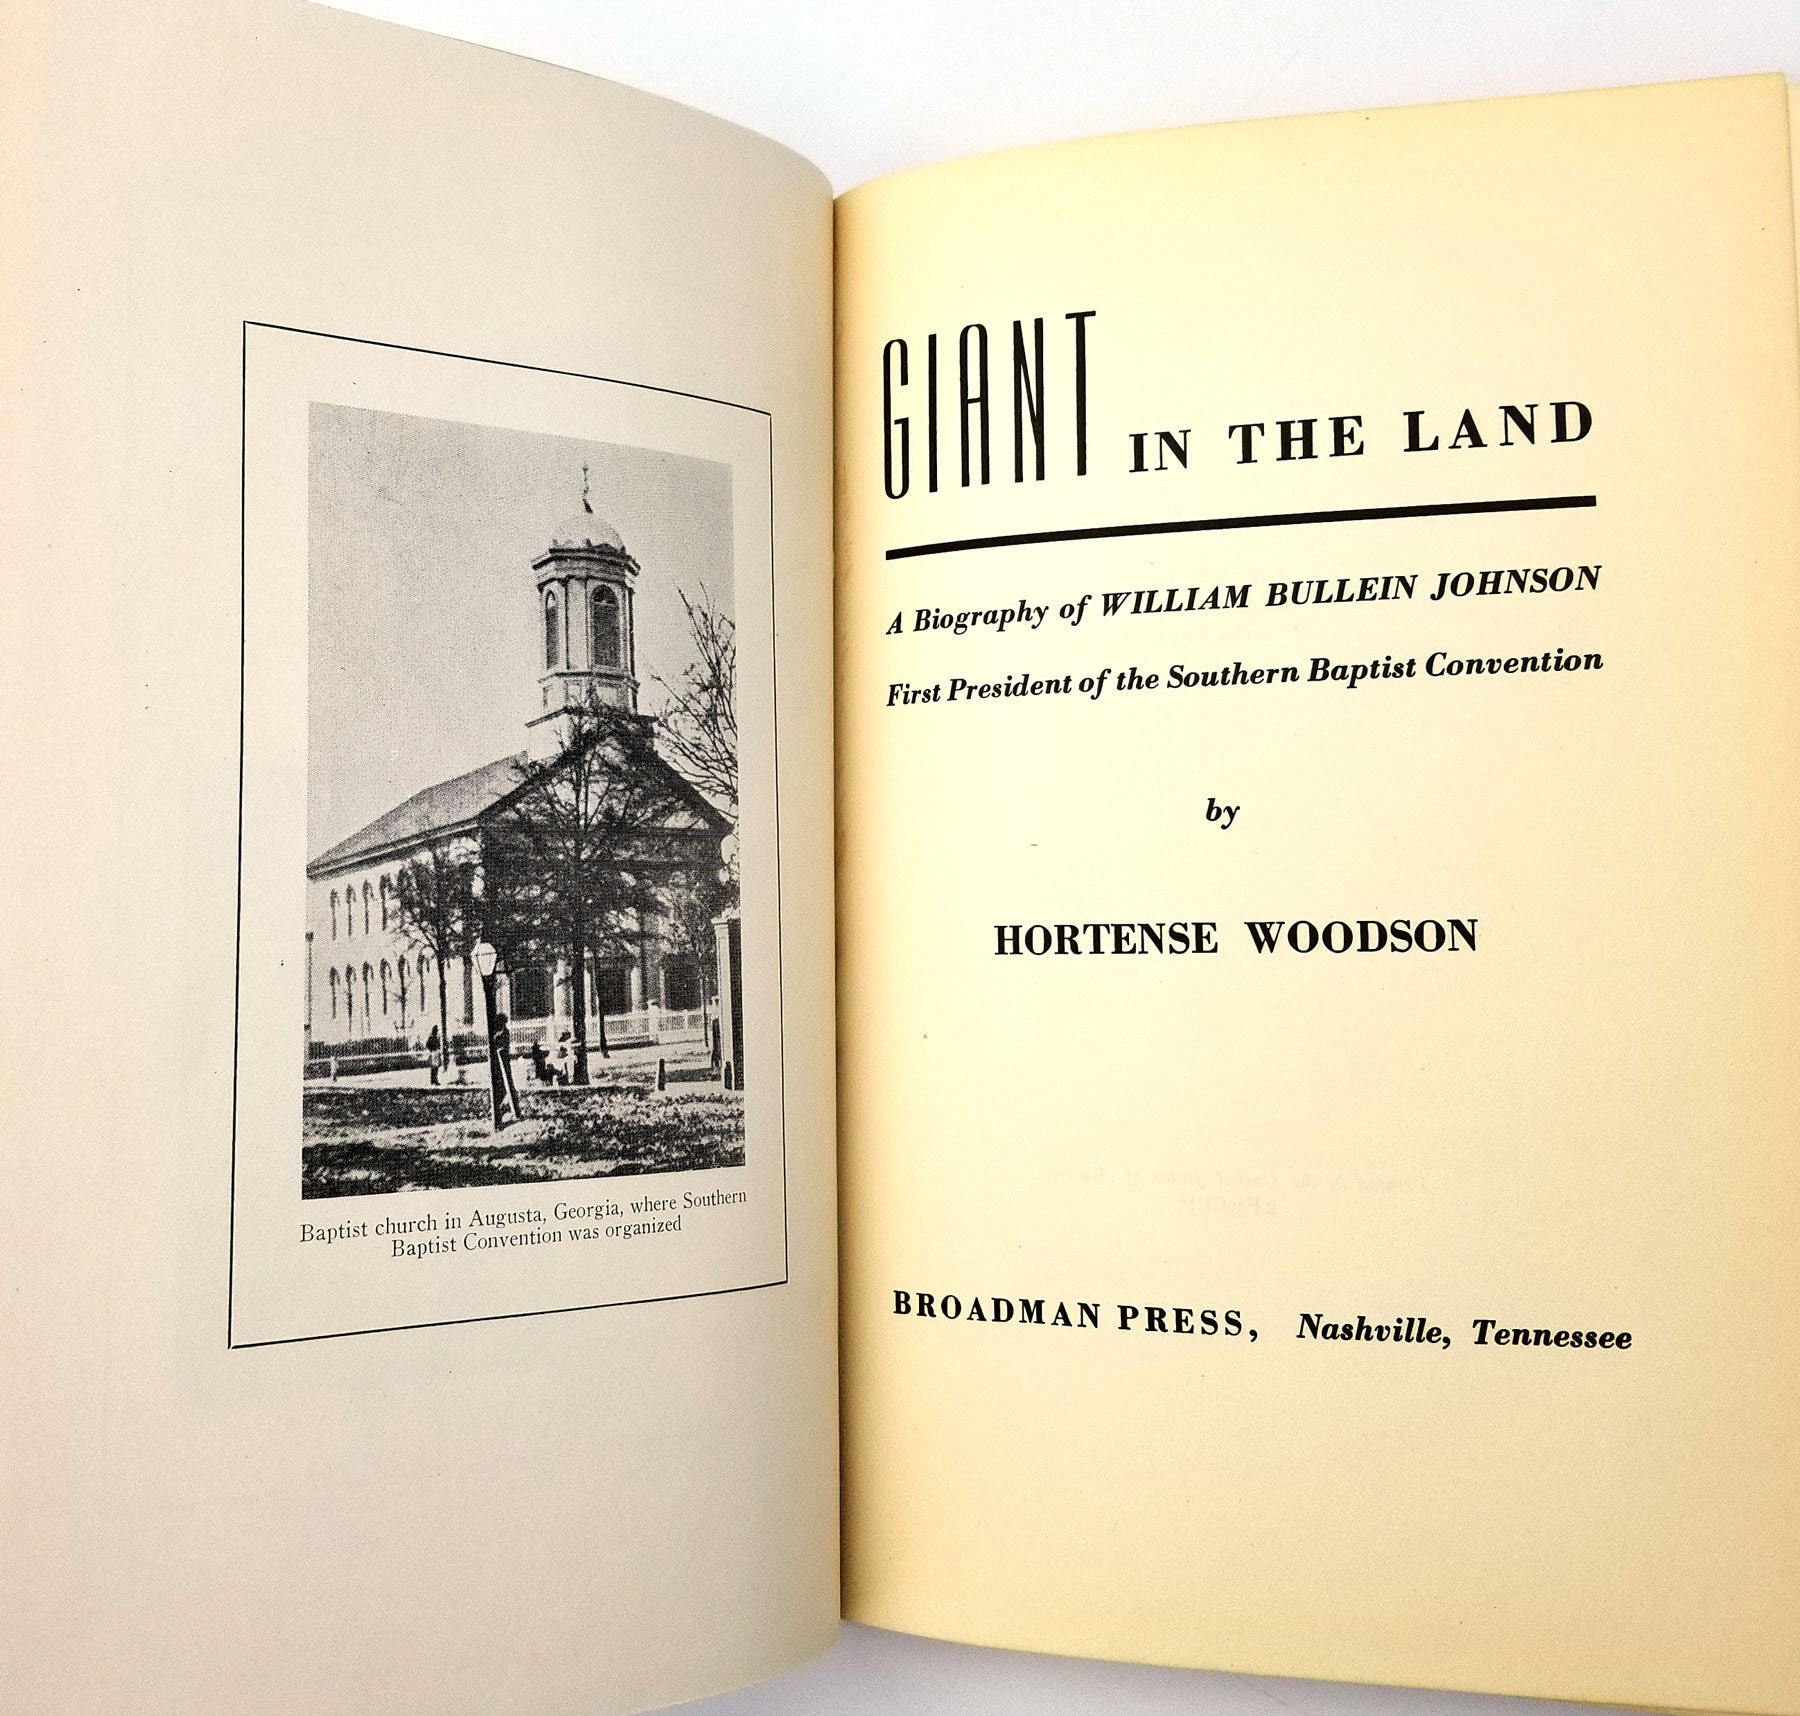 Baptist church in Augusta, Georgia, where Southern
Baptist Convention was organized
GIANT IN THE LAND
A Biography of WILLIAM BULLEIN JOHNSON
First President of the Southern Baptist Convention
by
HORTENSE WOODSON
BROADMAN PRESS, Nashville, Tennessee